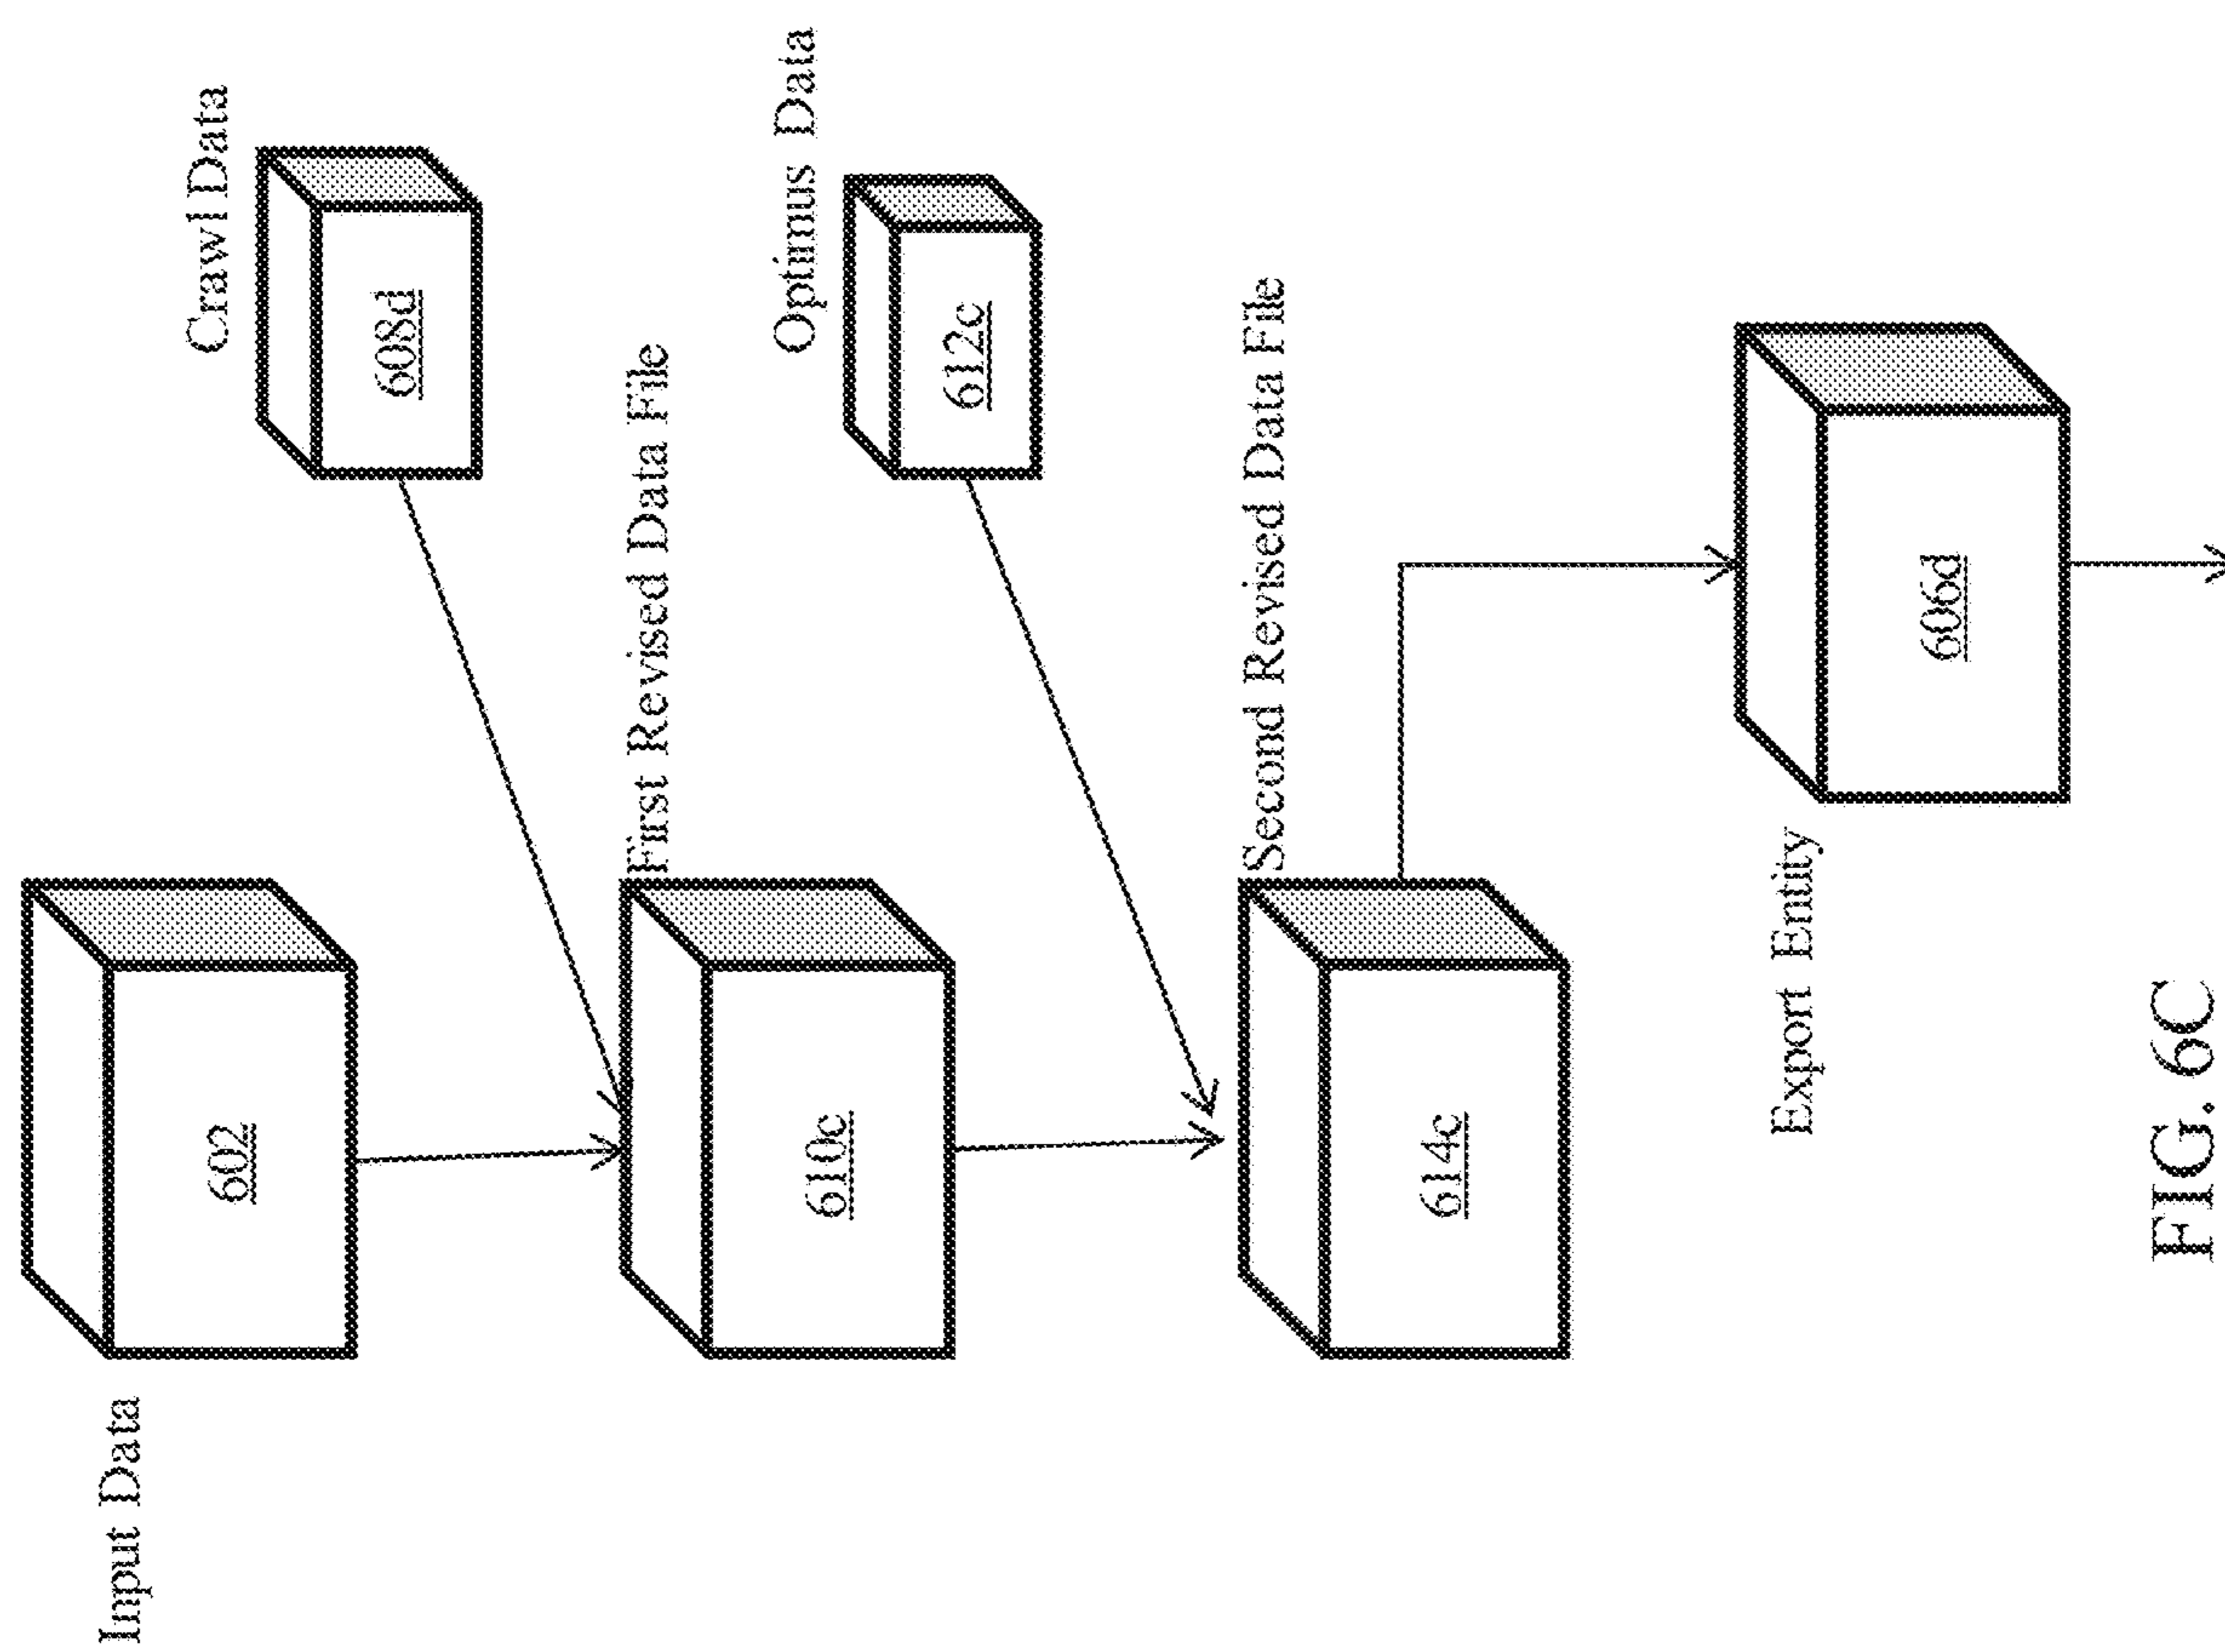 Input Data
602
Crawl Data
608d
First Revised Data File
610c
Optimus Data
612c
Second Revised Data File
614c
Export Entity
606d
FIG. 6C